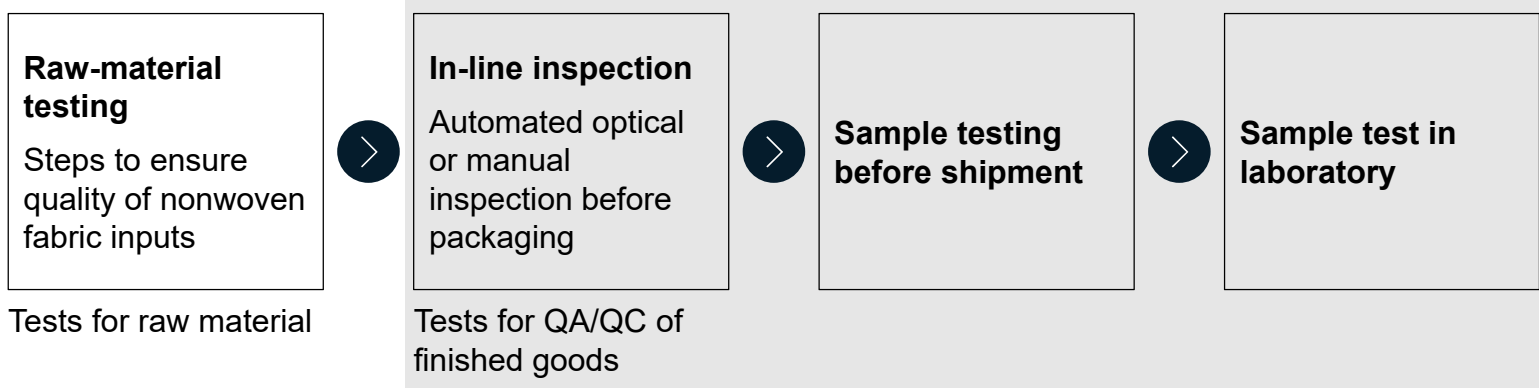 Raw-material
testing
Steps to ensure
quality of nonwoven
fabric inputs
In-line inspection
Automated optical
or manual
inspection before
packaging
Sample testing
before shipment
Sample test in
laboratory
Tests for raw material
Tests for QA/QC of
finished goods